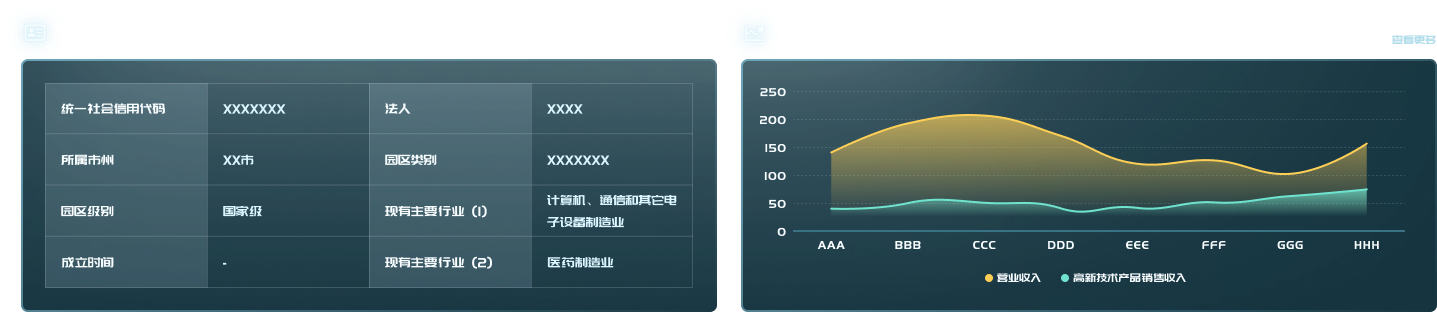 查看更多
统一社会信用代码 XXXXXXX 法人 XXXX
所属市州 XX市 园区类别 XXXXXXX
园区级别 国家级 现有主要行业（1） 计算机、通信和其它电
子设备制造业
成立时间 - 现有主要行业（2） 医药制造业
250
200
150
100
50
0
AAA BBB CCC DDD EEE FFF GGG HHH
营业收入 高新技术产品销售收入